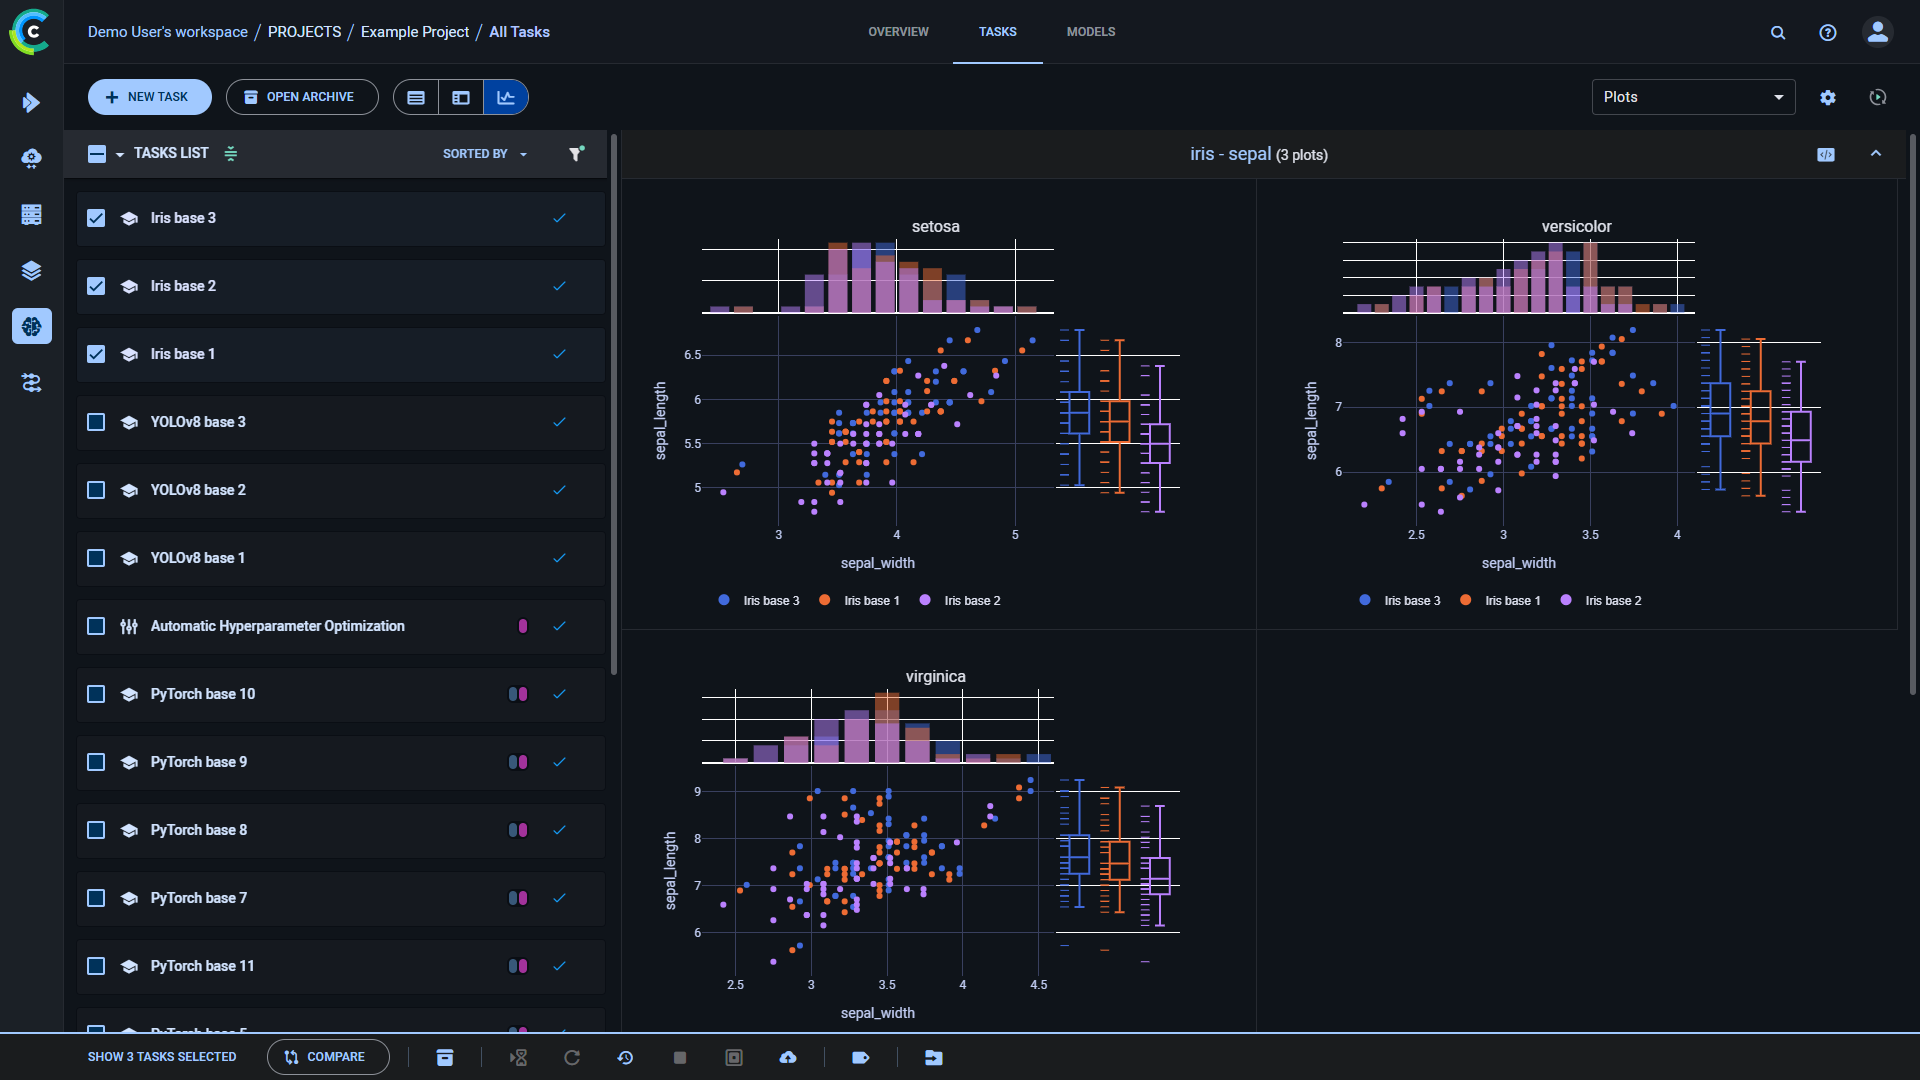 Demo User's workspace / PROJECTS / Example Project / All Tasks
OVERVIEW TASKS MODELS
NEW TASK
OPEN ARCHIVE
Plots
TASKS LIST
SORTED BY
Iris base 3
Iris base 2
Iris base 1
YOLOv8 base 3
YOLOv8 base 2
YOLOv8 base 1
Automatic Hyperparameter Optimization
PyTorch base 10
PyTorch base 9
PyTorch base 8
PyTorch base 7
PyTorch base 11
PyTorch base 5
iris - sepal (3 plots)
setosa
6.5
6
5.5
5
sepal_length
3 4 5
sepal_width
Iris base 3 Iris base 1 Iris base 2
versicolor
8
7
6
sepal_length
2.5 3 3.5 4
sepal_width
Iris base 3 Iris base 1 Iris base 2
virginica
9
8
7
6
sepal_length
2.5 3 3.5 4 4.5
sepal_width
SHOW 3 TASKS SELECTED
COMPARE